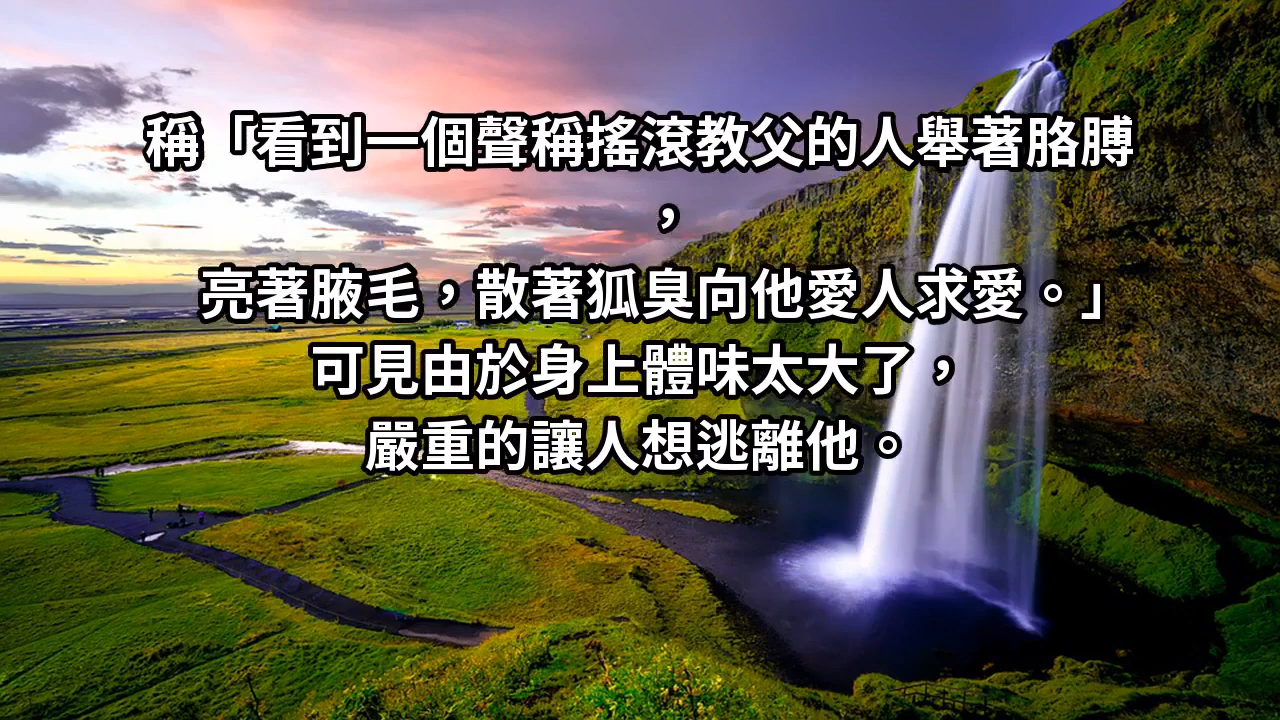 稱「看到一個聲稱搖滾教父的人舉著胳膊
，
亮著腋毛，散著狐臭向他愛人求愛。」
可見由於身上體味太大了，
嚴重的讓人想逃離他。